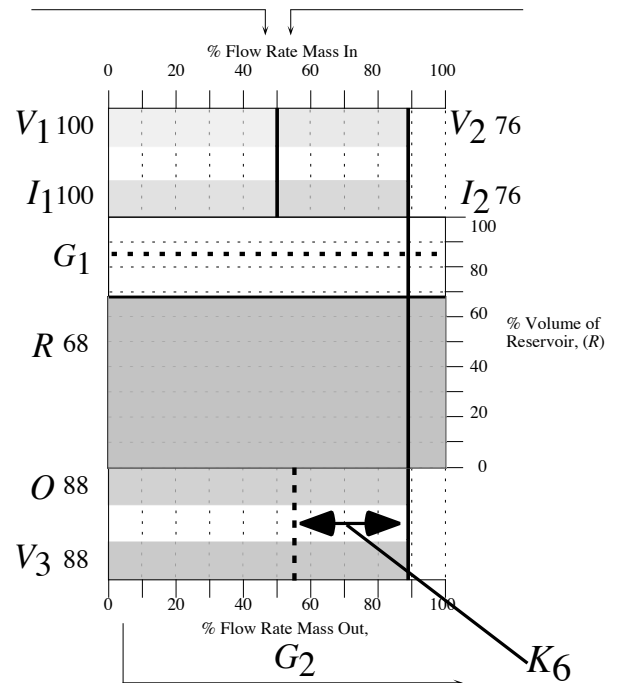 % Flow Rate Mass In
0 20 40 60 80 100
V1 100 V2 76
I1 100 I2 76
100
G1
80
60
% Volume of
Reservoir, (R)
R 68
40
20
0
O 88
V3 88
0 20 40 60 80 100
% Flow Rate Mass Out,
G2
K6